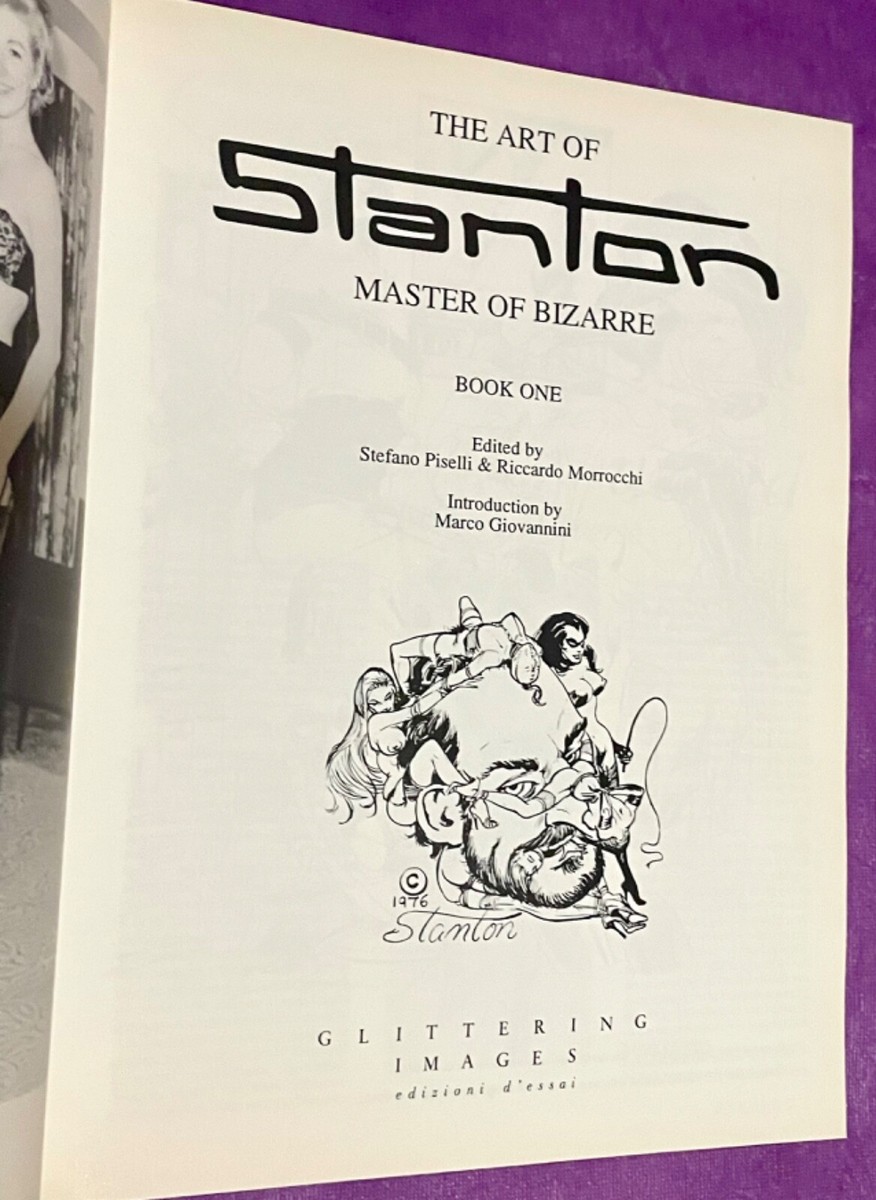 THE ART OF
Stanton
MASTER OF BIZARRE
BOOK ONE
Edited by
Stefano Piselli & Riccardo Morrocchi
Introduction by
Marco Giovannini
©
1976
Stanton
GLITTERING
IMAGES
edizioni d'essai